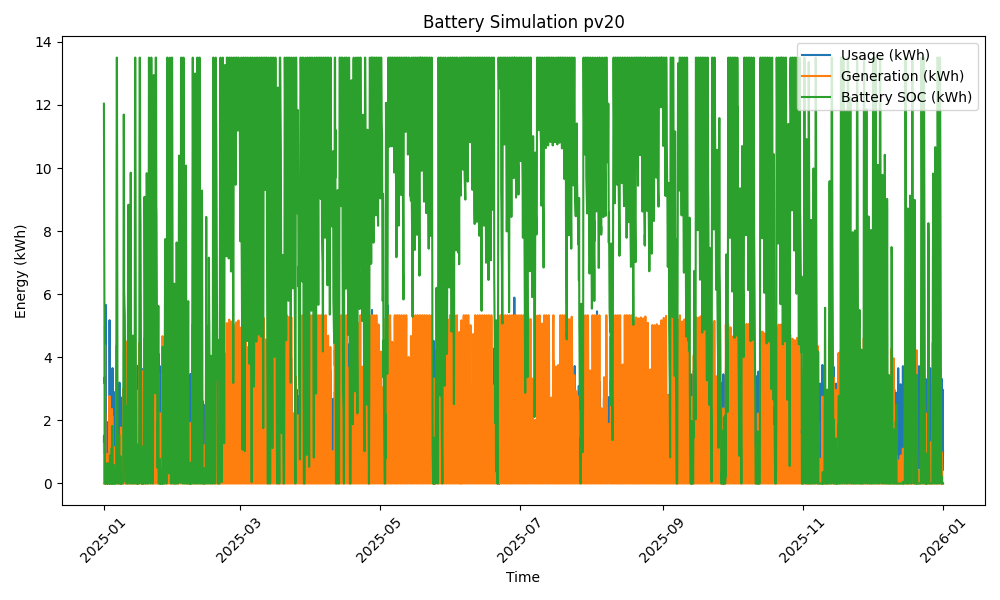 Battery Simulation pv20
Usage (kWh)
Generation (kWh)
Battery SOC (kWh)
Energy (kWh)
14
12
10
8
6
4
2
0
2025-01
2025-03
2025-05
2025-07
2025-09
2025-11
2026-01
Time